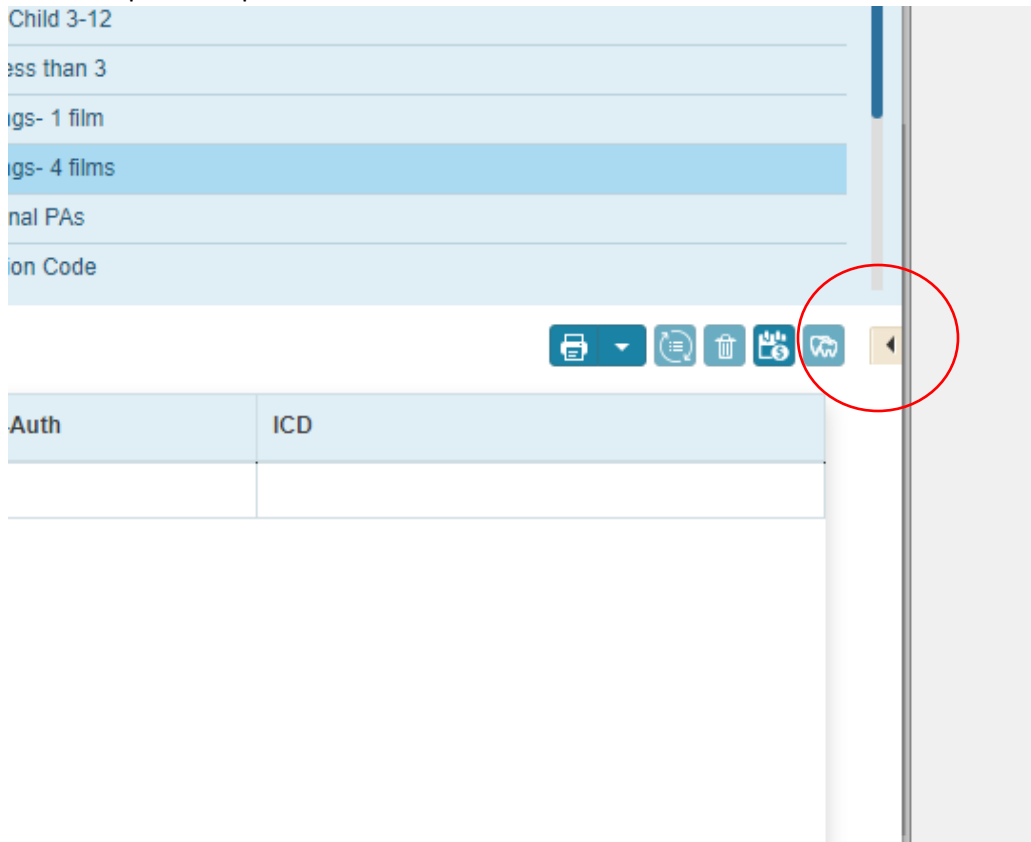 Child 3-12
ess than 3
ngs- 1 film
ngs- 4 films
nal PAs
ion Code
Auth
ICD